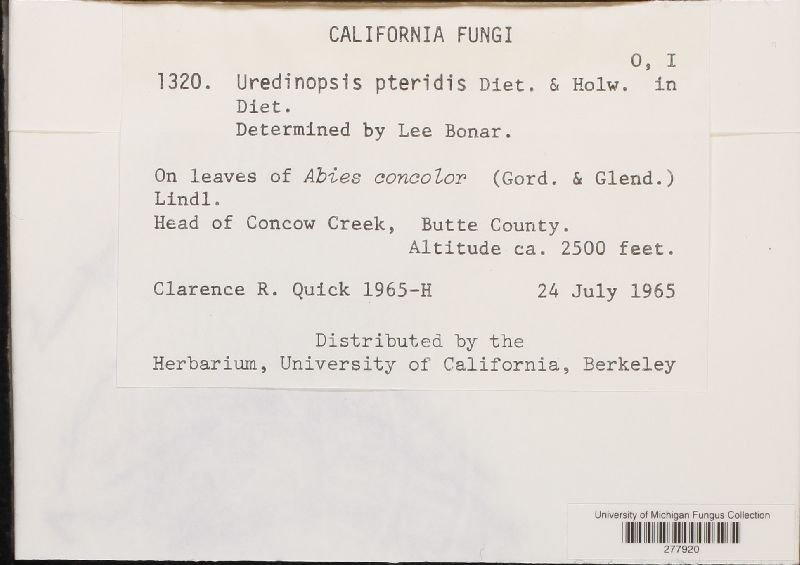 CALIFORNIA FUNGI
O, I
1320. Uredinopsis pteridis Diet. & Holw. in
Diet.
Determined by Lee Bonar.
On leaves of Abies concolor (Gord. & Glend.)
Lindl.
Head of Concow Creek, Butte County.
Altitude ca. 2500 feet.
Clarence R. Quick 1965-H 24 July 1965
Distributed by the
Herbarium, University of California, Berkeley
University of Michigan Fungus Collection
277920